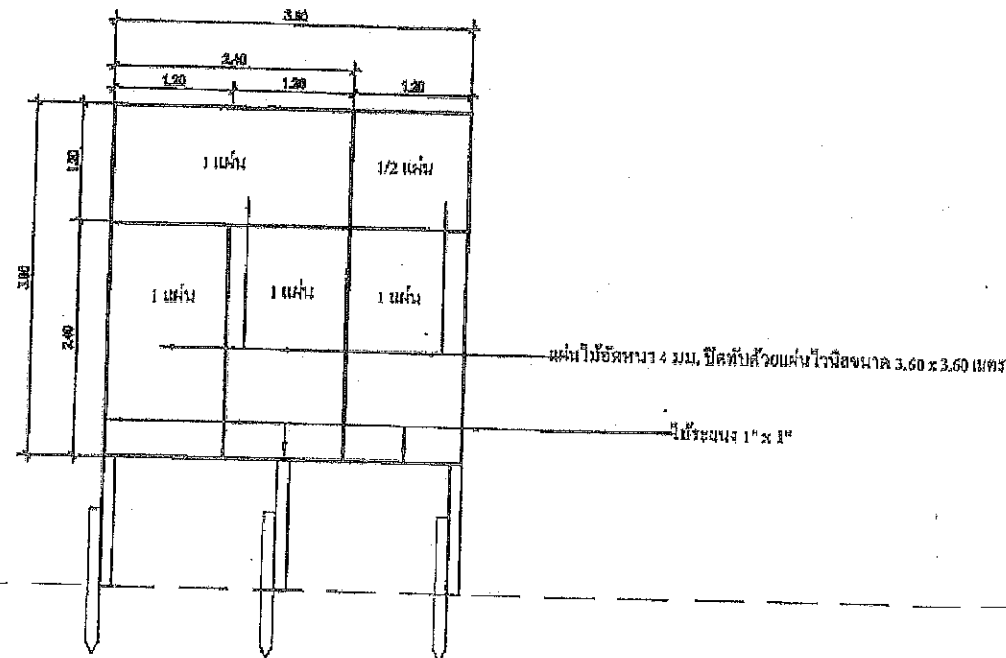 3.60
2.40
1.20 1.20 1.20
1 แผ่น 1/2 แผ่น
1.20
3.60
1 แผ่น 1 แผ่น 1 แผ่น
2.40
แผ่นไม้อัดหนา 4 มม. ปิดทับด้วยแผ่นไวนิลขนาด 3.60 x 3.60 เมตร
ไม้ระแนง 1" x 1"